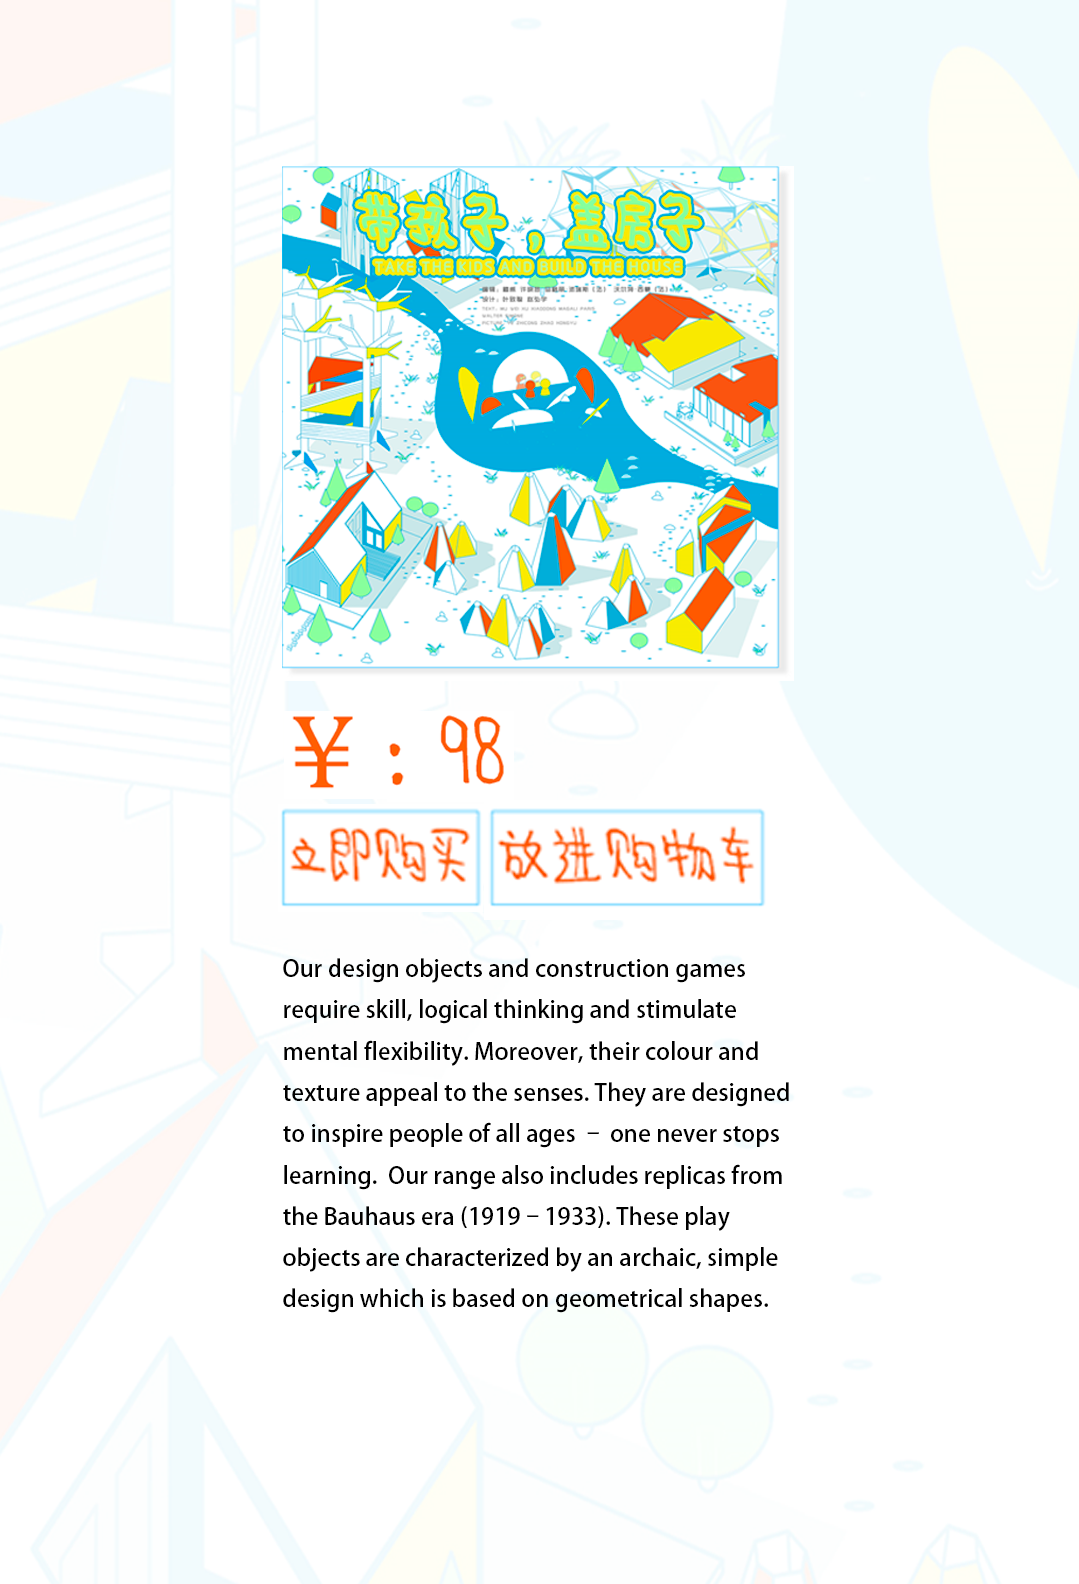 带孩子，盖房子
TAKE THE KIDS AND BUILD THE HOUSE
¥：98
立即购买 放进购物车
Our design objects and construction games
require skill, logical thinking and stimulate
mental flexibility. Moreover, their colour and
texture appeal to the senses. They are designed
to inspire people of all ages – one never stops
learning. Our range also includes replicas from
the Bauhaus era (1919 – 1933). These play
objects are characterized by an archaic, simple
design which is based on geometrical shapes.